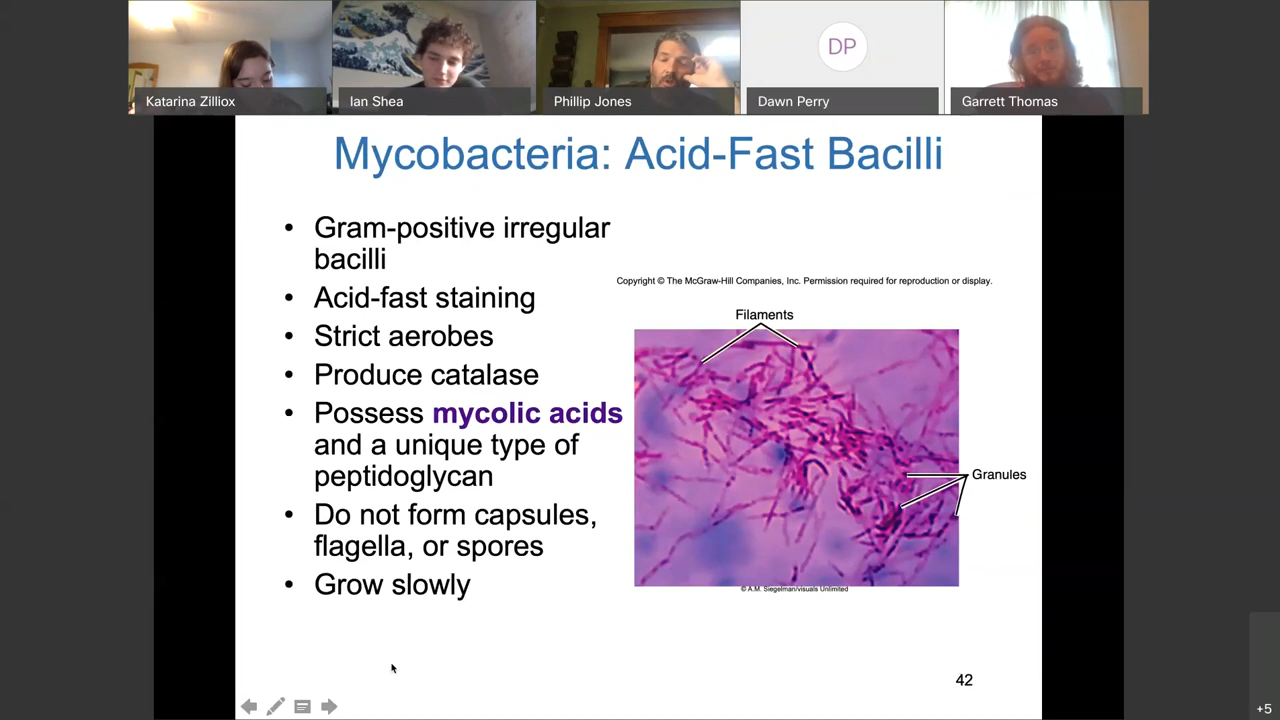 Katarina Zilliox
Ian Shea
Phillip Jones
DP
Dawn Perry
Garrett Thomas
Mycobacteria: Acid-Fast Bacilli
• Gram-positive irregular
bacilli
• Acid-fast staining
• Strict aerobes
• Produce catalase
• Possess mycolic acids
and a unique type of
peptidoglycan
• Do not form capsules,
flagella, or spores
• Grow slowly
Copyright © The McGraw-Hill Companies, Inc. Permission required for reproduction or display.
Filaments
Granules
© A.M. Siegelman/visuals Unlimited
42
+5